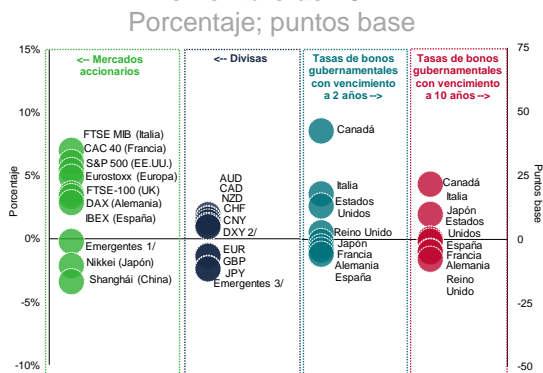 Porcentaje; puntos base
15%
10%
5%
0%
-5%
-10%
Porcentaje
<-- Mercados
accionarios
FTSE MIB (Italia)
CAC 40 (Francia)
S&P 500 (EE.UU.)
Eurostoxx (Europa)
FTSE-100 (UK)
DAX (Alemania)
IBEX (España)
Emergentes 1/
Nikkei (Japón)
Shanghái (China)
<-- Divisas
AUD
CAD
NZD
CHF
CNY
DXY 2/
EUR
GBP
JPY
Emergentes 3/
Tasas de bonos
gubernamentales
con vencimiento
a 2 años -->
Canadá
Italia
Estados
Unidos
Reino Unido
Japón
Francia
Alemania
España
Tasas de bonos
gubernamentales
con vencimiento
a 10 años -->
Canadá
Italia
Japón
Estados
Unidos
España
Francia
Alemania
Reino
Unido
75
50
25
0
-25
-50
Puntos base